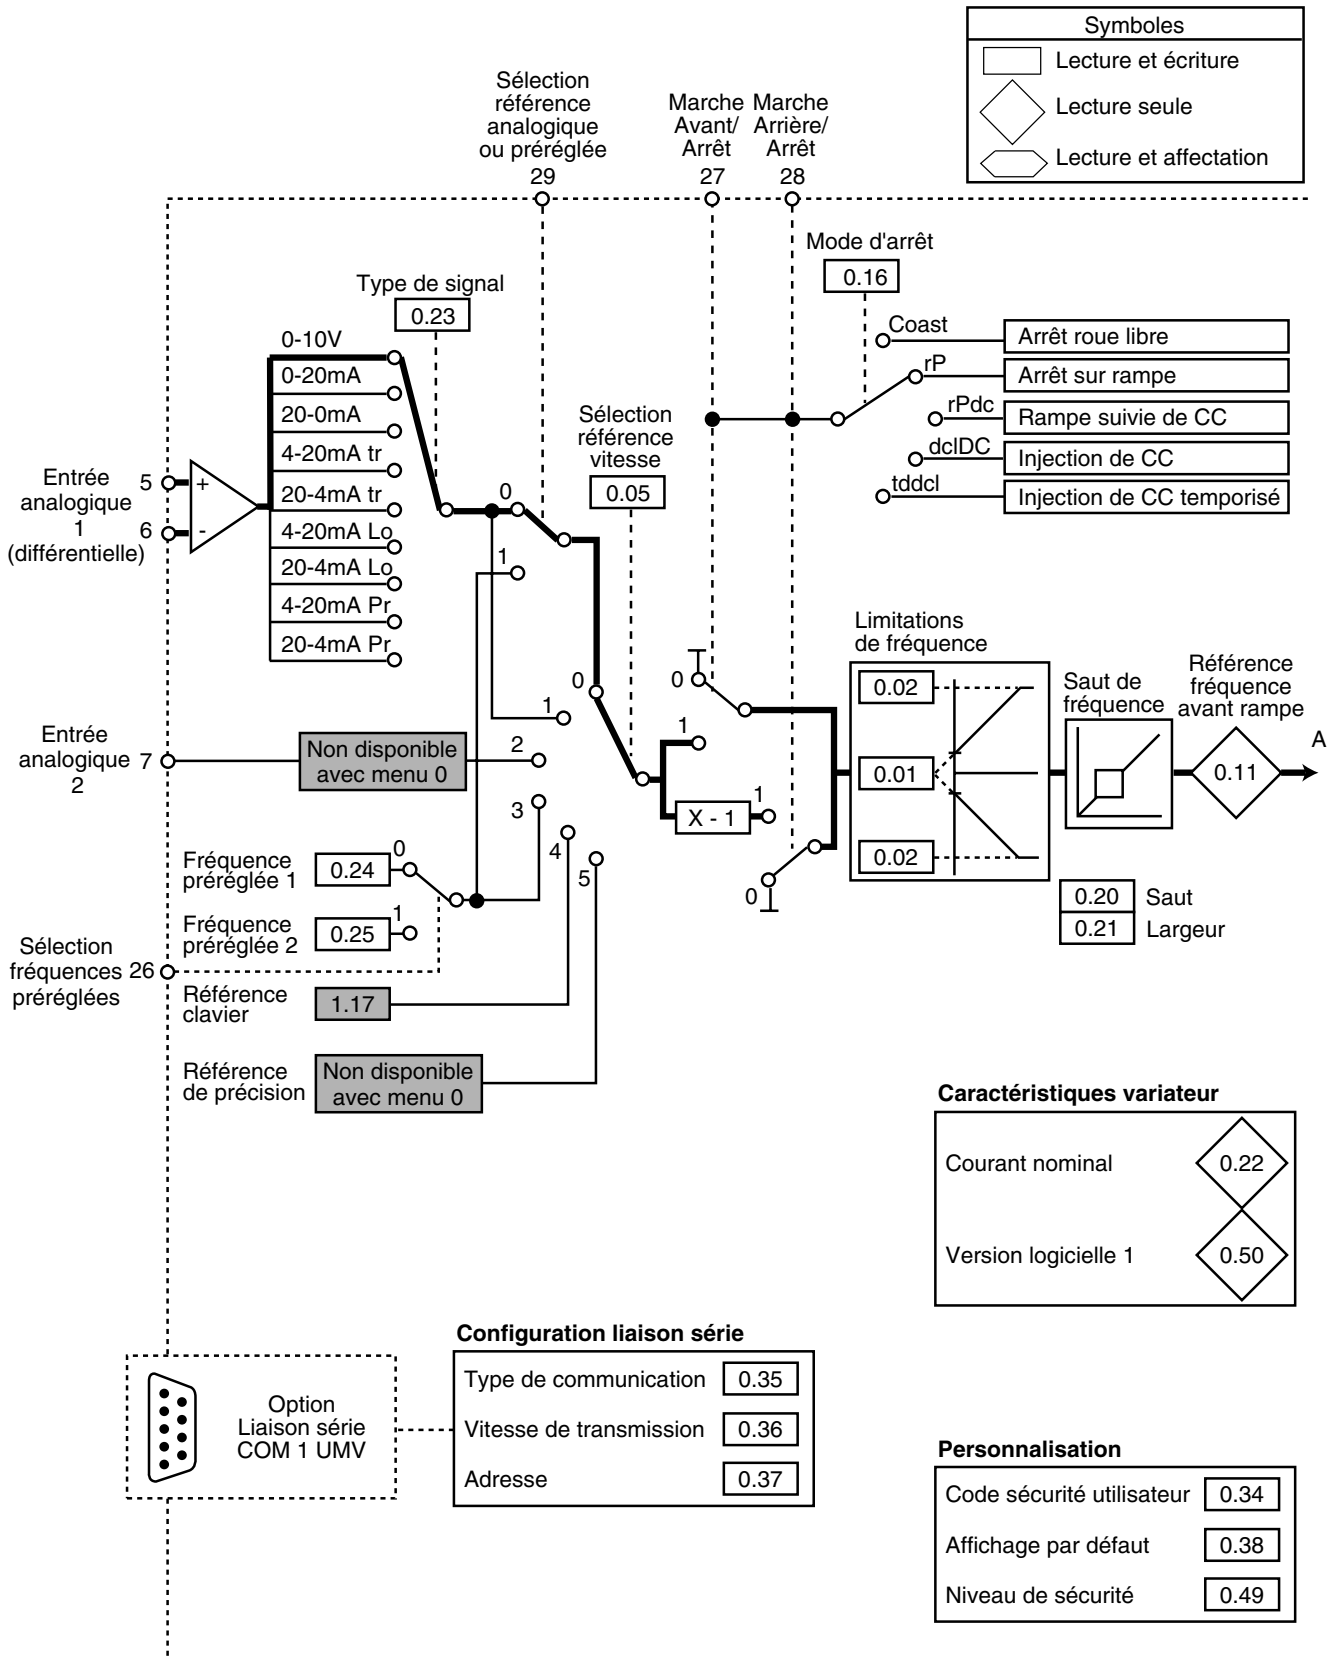 Symboles
Lecture et écriture
Lecture seule
Lecture et affectation
Sélection
référence
analogique
ou préréglée
29
Marche
Avant/
Arrêt
27
Marche
Arrière/
Arrêt
28
Mode d'arrêt
0.16
Coast
Arrêt roue libre
rP
Arrêt sur rampe
rPdc
Rampe suivie de CC
dclDC
Injection de CC
tddcl
Injection de CC temporisé
Type de signal
0.23
0-10V
0-20mA
20-0mA
4-20mA tr
20-4mA tr
4-20mA Lo
20-4mA Lo
4-20mA Pr
20-4mA Pr
Entrée
analogique
1
(différentielle)
5
6
+
-
0
1
Sélection
référence
vitesse
0.05
0
1
2
3
4
5
Entrée
analogique
2
7
Non disponible
avec menu 0
Fréquence
préréglée 1
0.24
0
Fréquence
préréglée 2
0.25
1
Sélection
fréquences
préréglées
26
Référence
clavier
1.17
Référence
de précision
Non disponible
avec menu 0
0
1
X - 1
1
0
Limitations
de fréquence
0.02
0.01
0.02
Saut de
fréquence
0.20
Saut
0.21
Largeur
Référence
fréquence
avant rampe
0.11
A
Caractéristiques variateur
Courant nominal
0.22
Version logicielle 1
0.50
Option
Liaison série
COM 1 UMV
Configuration liaison série
Type de communication
0.35
Vitesse de transmission
0.36
Adresse
0.37
Personnalisation
Code sécurité utilisateur
0.34
Affichage par défaut
0.38
Niveau de sécurité
0.49